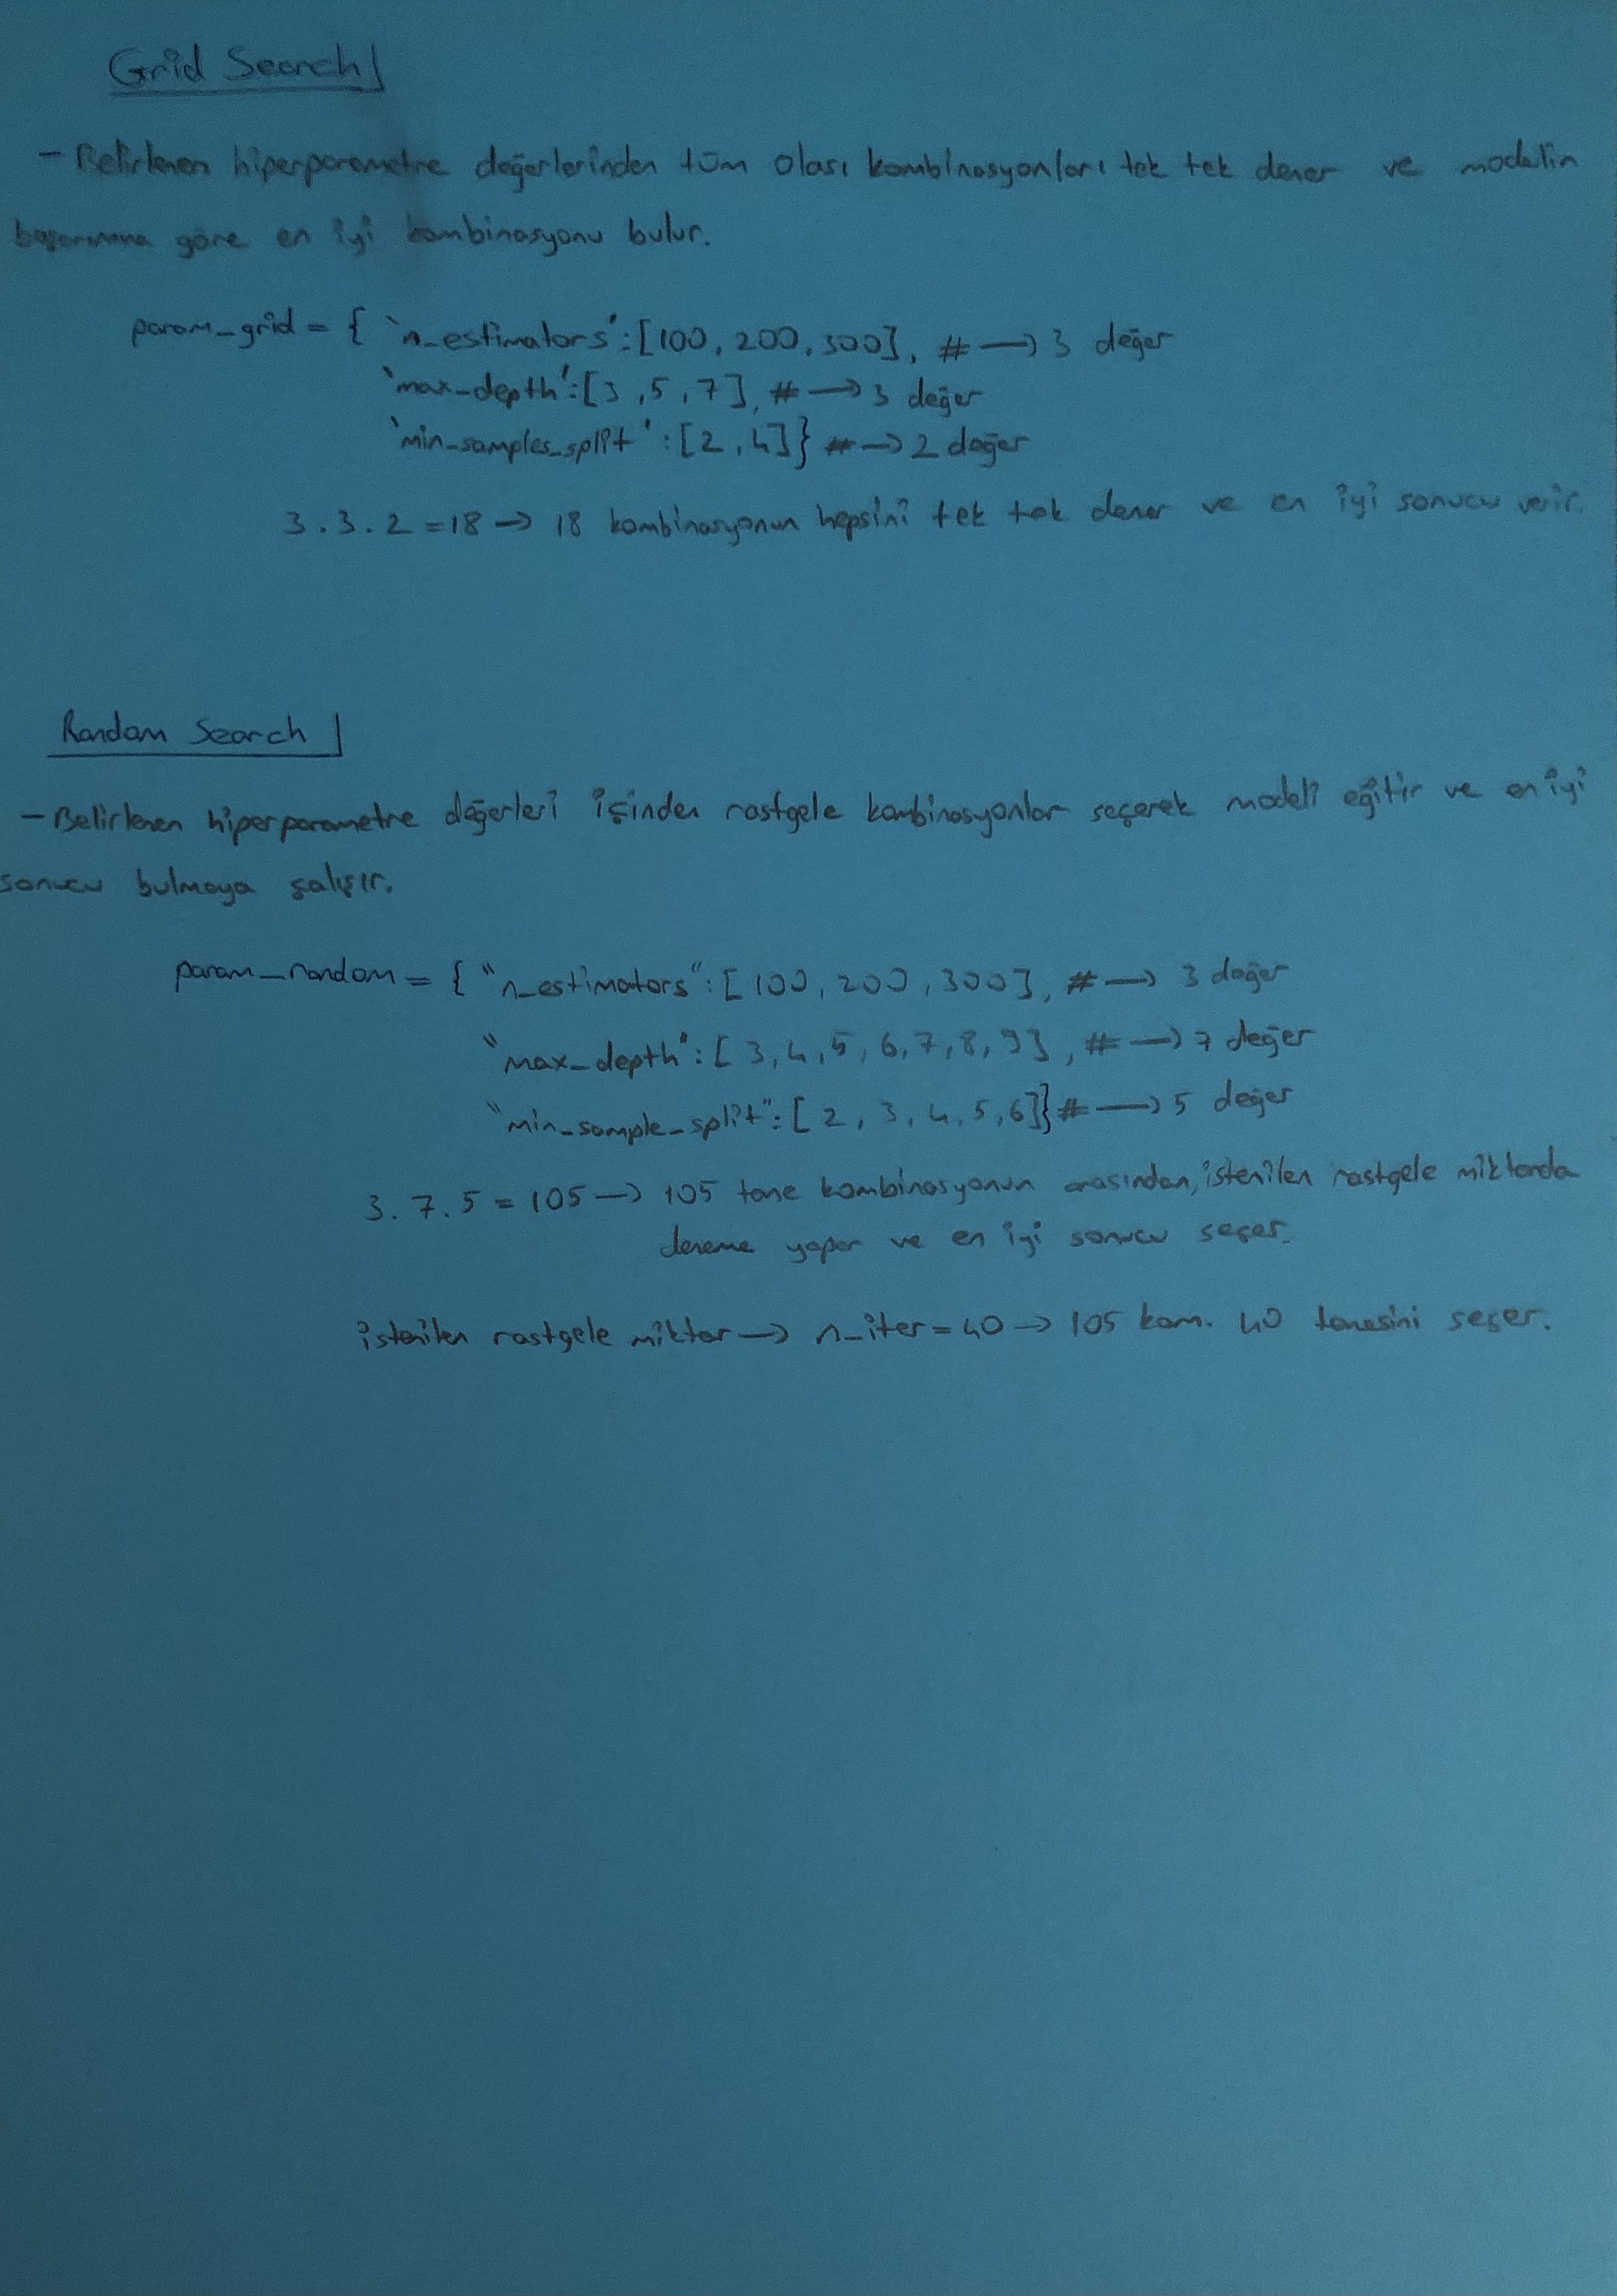 Grid Search
- Belirlenen hiperparametre değerlerinden tüm olası kombinasyonları tek tek dener ve modelin
başarımına göre en iyi kombinasyonu bulur.
param_grid = { 'n_estimators':[100, 200, 300], # → 3 değer
'max_depth':[3, 5, 7], # → 3 değer
'min_samples_split':[2, 4]} # → 2 değer
3.3.2 = 18 → 18 kombinasyonun hepsini tek tek dener ve en iyi sonucu verir.
Random Search
- Belirlenen hiperparametre değerleri içinden rastgele kombinasyonlar seçerek modeli eğitir ve en iyi
sonucu bulmaya çalışır.
param_random = { "n_estimators":[100, 200, 300], # → 3 değer
"max_depth":[3, 4, 5, 6, 7, 8, 9], # → 7 değer
"min_sample_split":[2, 3, 4, 5, 6]} # → 5 değer
3.7.5 = 105 → 105 tane kombinasyonun arasından, istenilen rastgele miktarda
deneme yapar ve en iyi sonucu seçer.
istenilen rastgele miktar → n_iter = 40 → 105 kom. 40 tanesini seçer.